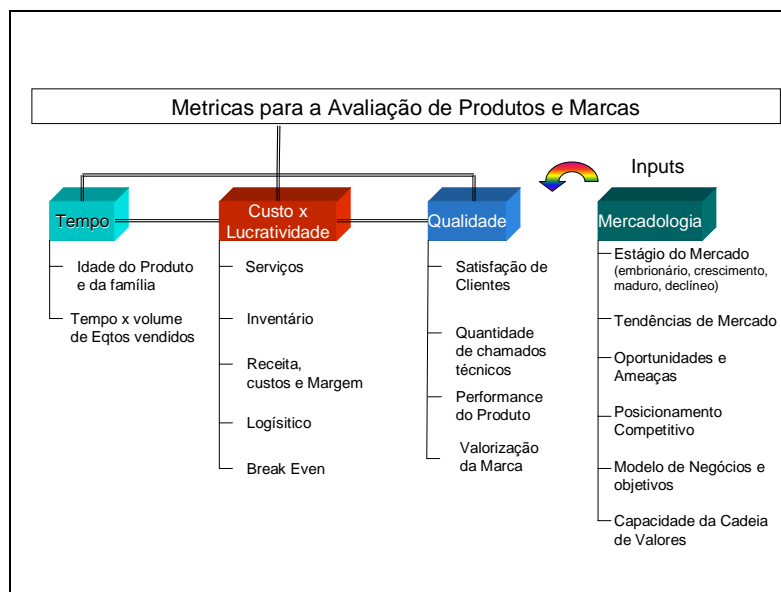 Metricas para a Avaliação de Produtos e Marcas
Inputs
Tempo
Idade do Produto
e da família
Tempo x volume
de Eqtos vendidos
Custo x
Lucratividade
Serviços
Inventário
Receita,
custos e Margem
Logísitico
Break Even
Qualidade
Satisfação de
Clientes
Quantidade
de chamados
técnicos
Performance
do Produto
Valorização
da Marca
Mercadologia
Estágio do Mercado
(embrionário, crescimento,
maduro, declíneo)
Tendências de Mercado
Oportunidades e
Ameaças
Posicionamento
Competitivo
Modelo de Negócios e
objetivos
Capacidade da Cadeia
de Valores